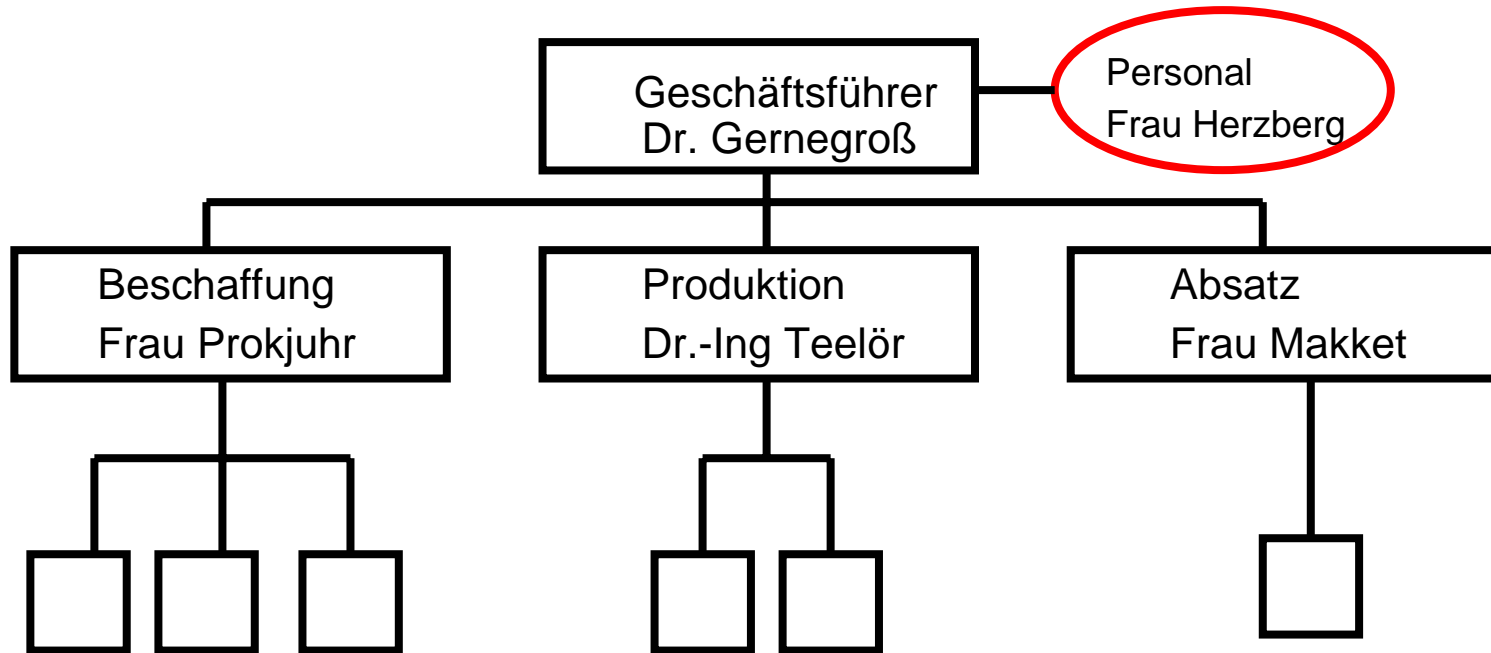 Geschäftsführer
Dr. Gernegroß
Personal
Frau Herzberg
Beschaffung
Frau Prokjuhr
Produktion
Dr.-Ing Teelör
Absatz
Frau Makket